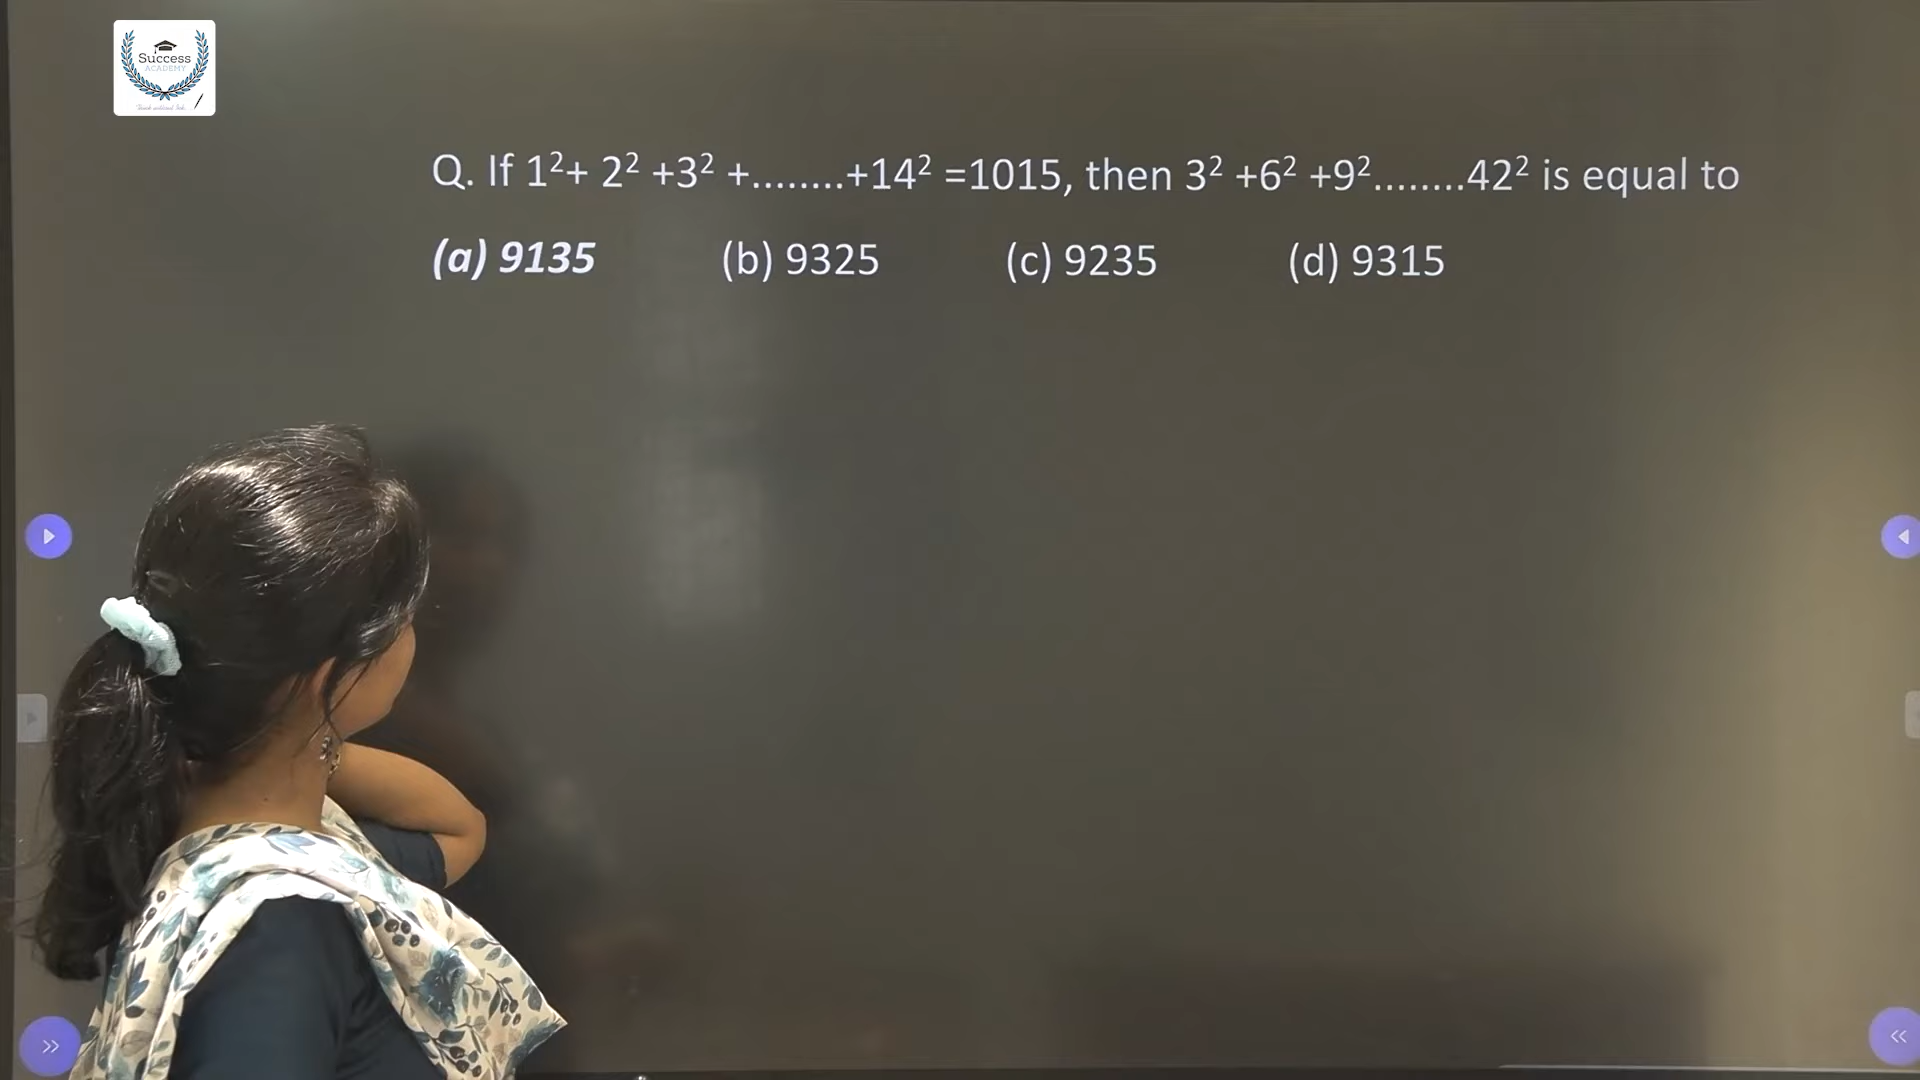 Success
ACADEMY
Q. If 1²+ 2² +3² +........+14² =1015, then 3² +6² +9²........42² is equal to
(a) 9135 (b) 9325 (c) 9235 (d) 9315